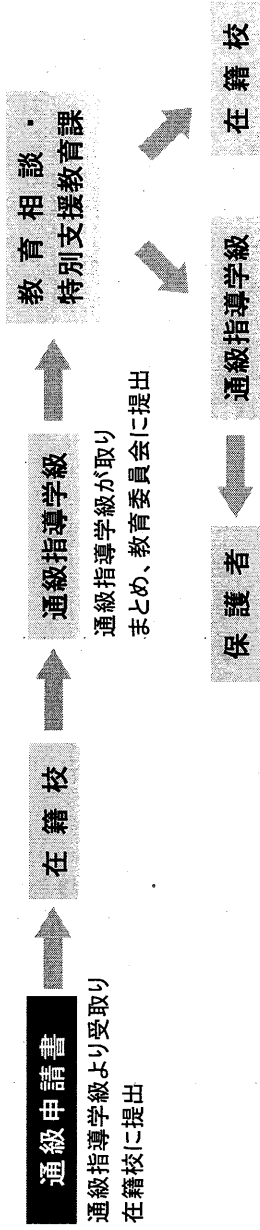 通級申請書
通級指導学級より受取り
在籍校に提出
在籍校
通級指導学級
通級指導学級が取り
まとめ、教育委員会に提出
教育相談・
特別支援教育課
保護者
通級指導学級
在籍校